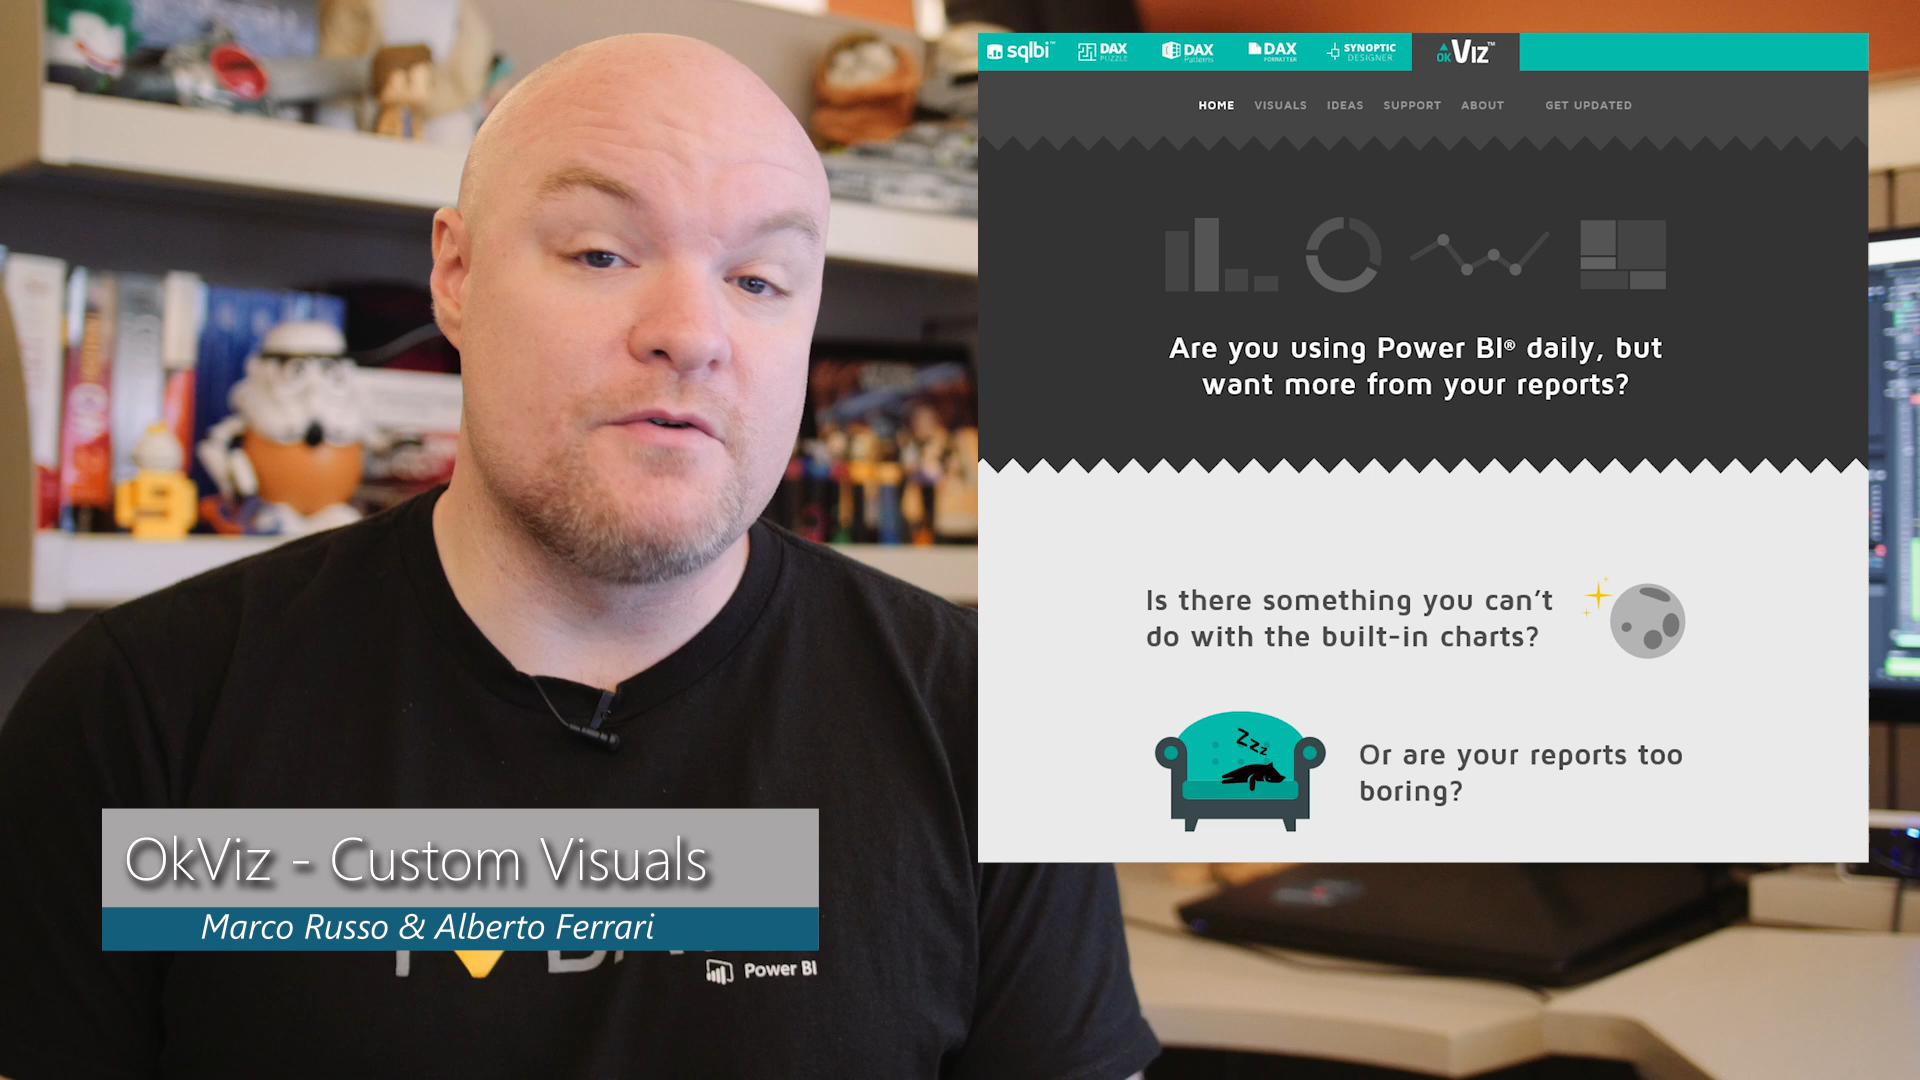 sqlbi™
DAX
PUZZLE
DAX
Patterns
DAX
FORMATTER
SYNOPTIC
DESIGNER
OK VIZ™
HOME VISUALS IDEAS SUPPORT ABOUT GET UPDATED
Are you using Power BI® daily, but
want more from your reports?
Is there something you can't
do with the built-in charts?
Zzz
Or are your reports too
boring?
OkViz - Custom Visuals
Marco Russo & Alberto Ferrari
Power BI